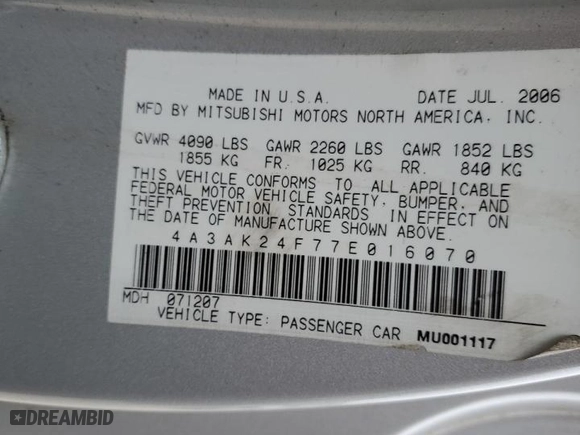 MADE IN U.S.A. DATE JUL. 2006
MFD BY MITSUBISHI MOTORS NORTH AMERICA, INC.
GVWR 4090 LBS GAWR 2260 LBS GAWR 1852 LBS
1855 KG FR. 1025 KG RR. 840 KG
THIS VEHICLE CONFORMS TO ALL APPLICABLE
FEDERAL MOTOR VEHICLE SAFETY, BUMPER, AND
THEFT PREVENTION STANDARDS IN EFFECT ON
THE DATE OF MANUFACTURE SHOWN ABOVE.
4A3AK24F77E016070
MDH 071207
VEHICLE TYPE: PASSENGER CAR MU001117
DREAMBID